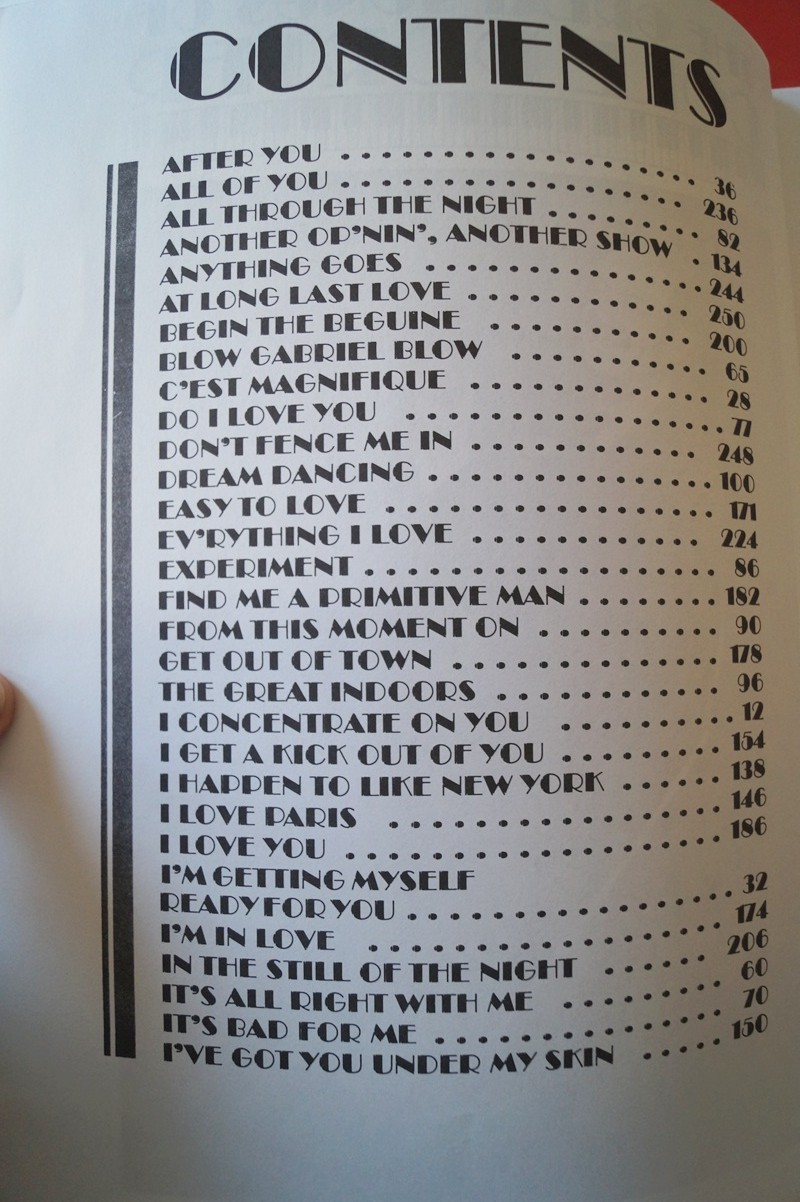 CONTENTS
AFTER YOU . . . . . . . . . . . . . . . . . . 36
ALL OF YOU . . . . . . . . . . . . . . . . . 236
ALL THROUGH THE NIGHT . . . . . . . . 82
ANOTHER OP'NIN', ANOTHER SHOW . 134
ANYTHING GOES . . . . . . . . . . . . . 244
AT LONG LAST LOVE . . . . . . . . . . . 250
BEGIN THE BEGUINE . . . . . . . . . . 200
BLOW GABRIEL BLOW . . . . . . . . . . 65
C'EST MAGNIFIQUE . . . . . . . . . . . . 28
DO I LOVE YOU . . . . . . . . . . . . . . . . 77
DON'T FENCE ME IN . . . . . . . . . . . 248
DREAM DANCING . . . . . . . . . . . . . . 100
EASY TO LOVE . . . . . . . . . . . . . . . . 171
EV'RYTHING I LOVE . . . . . . . . . . . 224
EXPERIMENT . . . . . . . . . . . . . . . . . 86
FIND ME A PRIMITIVE MAN . . . . . . . 182
FROM THIS MOMENT ON . . . . . . . . . 90
GET OUT OF TOWN . . . . . . . . . . . . . 178
THE GREAT INDOORS . . . . . . . . . . . 96
I CONCENTRATE ON YOU . . . . . . . . . 12
I GET A KICK OUT OF YOU . . . . . . . . 154
I HAPPEN TO LIKE NEW YORK . . . . . 138
I LOVE PARIS . . . . . . . . . . . . . . . . 146
I LOVE YOU . . . . . . . . . . . . . . . . . . 186
I'M GETTING MYSELF
READY FOR YOU . . . . . . . . . . . . . . . 32
I'M IN LOVE . . . . . . . . . . . . . . . . . 174
IN THE STILL OF THE NIGHT . . . . . . 206
IT'S ALL RIGHT WITH ME . . . . . . . . 60
IT'S BAD FOR ME . . . . . . . . . . . . . . 70
I'VE GOT YOU UNDER MY SKIN . . . . . 150